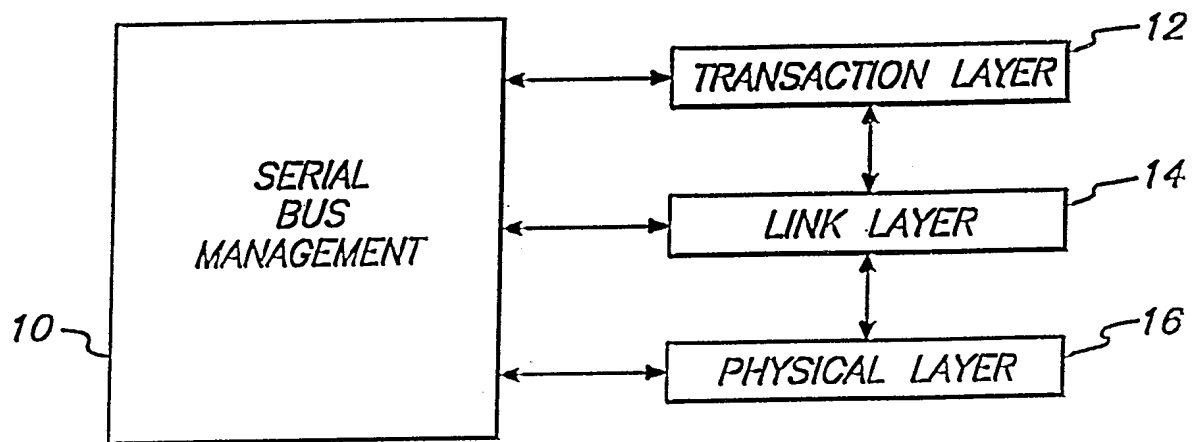 12
TRANSACTION LAYER
SERIAL
BUS
MANAGEMENT
14
LINK LAYER
10
16
PHYSICAL LAYER